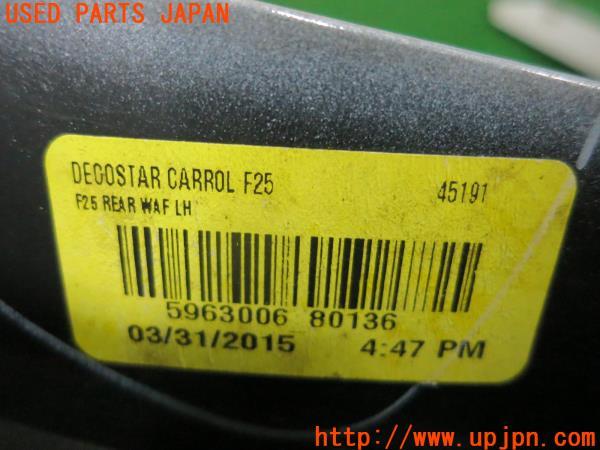 USED PARTS JAPAN
DECOSTAR CARROL F25 45191
F25 REAR WAF LH
5963006 80136
03/31/2015 4:47 PM
http://www.upjpn.com/